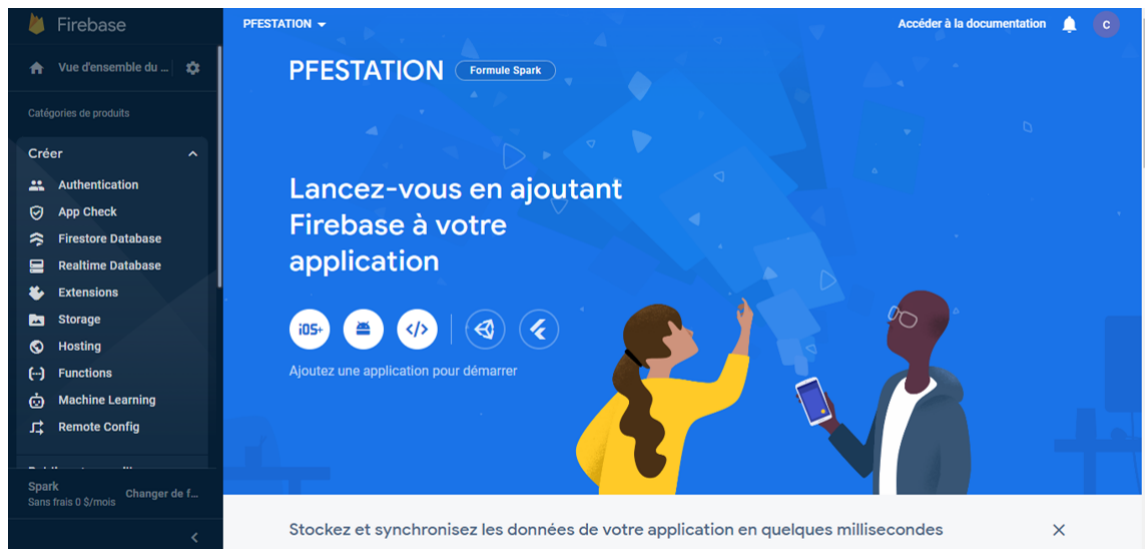 Firebase
PFESTATION
Accéder à la documentation
C
Vue d'ensemble du ...
PFESTATION
Formule Spark
Catégories de produits
Créer
Authentication
App Check
Firestore Database
Realtime Database
Extensions
Storage
Hosting
Functions
Machine Learning
Remote Config
Spark
Sans frais 0 $/mois
Changer de f...
Lancez-vous en ajoutant
Firebase à votre
application
iOS+
</>
Ajoutez une application pour démarrer
Stockez et synchronisez les données de votre application en quelques millisecondes